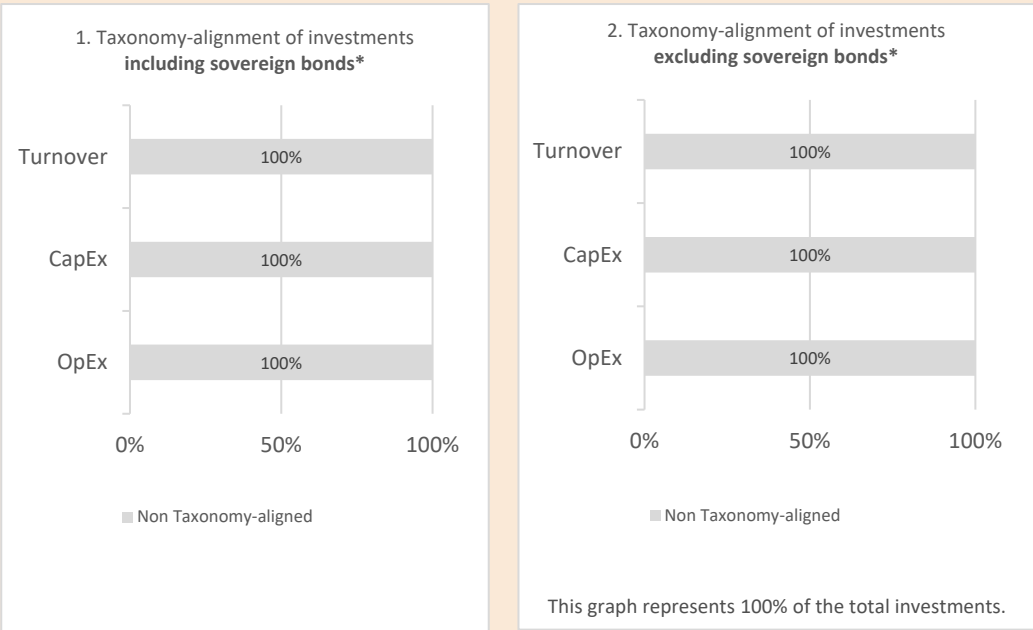 1. Taxonomy-alignment of investments
including sovereign bonds*
Turnover
100%
CapEx
100%
OpEx
100%
0%
50%
100%
Non Taxonomy-aligned
2. Taxonomy-alignment of investments
excluding sovereign bonds*
Turnover
100%
CapEx
100%
OpEx
100%
0%
50%
100%
Non Taxonomy-aligned
This graph represents 100% of the total investments.